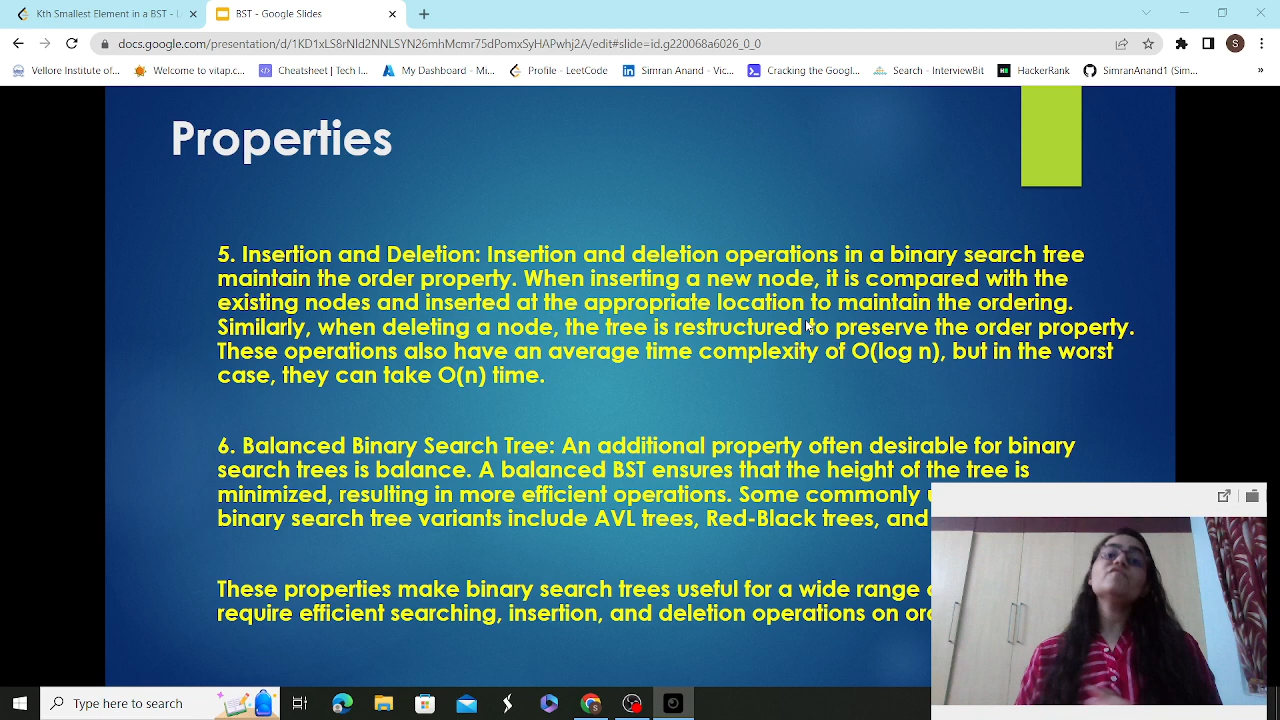 Kth Smallest Element in a BST -
BST - Google Slides
docs.google.com/presentation/d/1KD1xLS8rNld2NNLSYN26mhMcmr75dPomxSyHAPwhj2A/edit#slide=id.g220068a6026_0_0
S
Vellore Institute of... Welcome to vitap.c... Cheatsheet | Tech I... AMY Dashboard - Mi... Profile - LeetCode Simran Anand - Vic... Cracking the Googl... Search - InterviewBit HackerRank SimranAnand1 (Sim... »
Properties
5. Insertion and Deletion: Insertion and deletion operations in a binary search tree
maintain the order property. When inserting a new node, it is compared with the
existing nodes and inserted at the appropriate location to maintain the ordering.
Similarly, when deleting a node, the tree is restructured to preserve the order property.
These operations also have an average time complexity of O(log n), but in the worst
case, they can take O(n) time.
6. Balanced Binary Search Tree: An additional property often desirable for binary
search trees is balance. A balanced BST ensures that the height of the tree is
minimized, resulting in more efficient operations. Some commonly
binary search tree variants include AVL trees, Red-Black trees, and
These properties make binary search trees useful for a wide range
require efficient searching, insertion, and deletion operations on
Type here to search